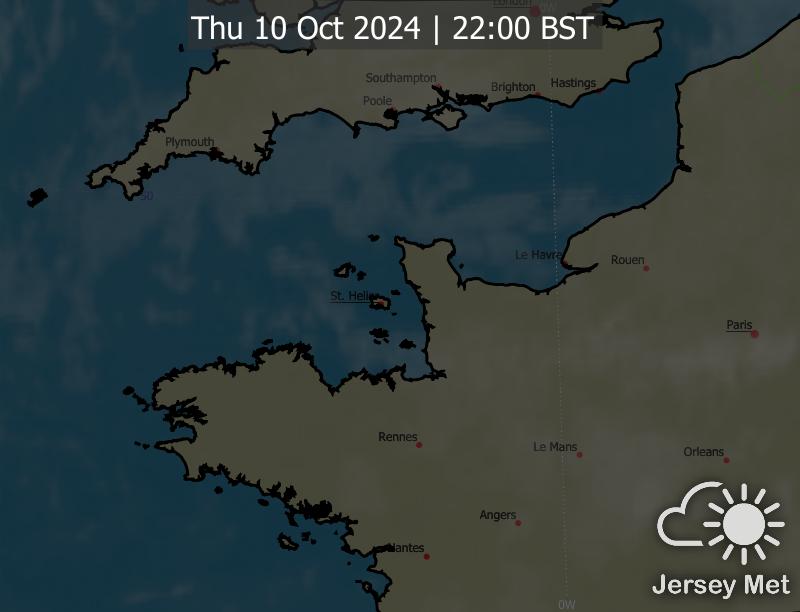 London
0W
Thu 10 Oct 2024 | 22:00 BST
Southampton
Brighton
Hastings
Poole
Plymouth
50
Le Havre
Rouen
St. Helier
Paris
Rennes
Le Mans
Orleans
Angers
Nantes
Jersey Met
0W